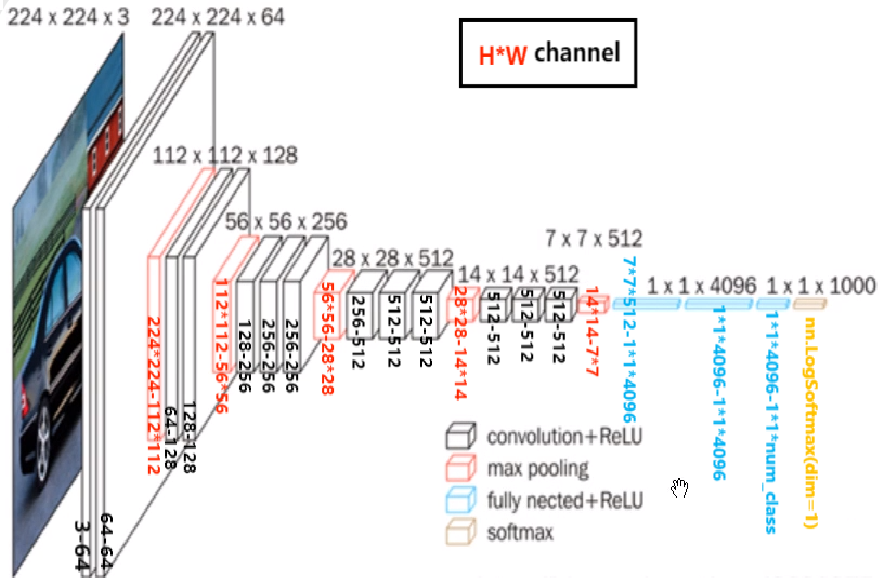 224 x 224 x 3
224 x 224 x 64
H*W channel
112 x 112 x 128
56 x 56 x 256
28 x 28 x 512
14 x 14 x 512
7 x 7 x 512
1 x 1 x 4096
1 x 1 x 1000
3-64
64-64
224*224-112*112
64-128
128-128
112*112-56*56
128-256
256-256
256-256
56*56-28*28
256-512
512-512
512-512
28*28-14*14
512-512
512-512
512-512
14*14-7*7
7*7*512-1*1*4096
1*1*4096-1*1*4096
1*1*4096-1*1*num_class
nn.LogSoftmax(dim=1)
convolution+ReLU
max pooling
fully nected+ReLU
softmax